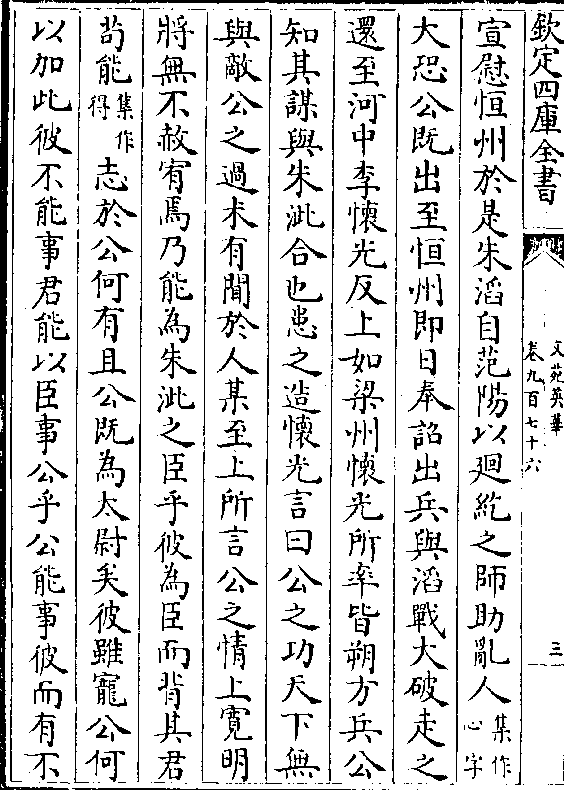 欽定四庫全書
文苑英華
卷九百七十六
三
宣慰恒州於是朱滔自范陽以廻紇之師助亂人集作心字
大恐公既出至恒州即日奉詔出兵與滔戰大破走之
還至河中李懷光反上如梁州懷光所率皆朔方兵公
知其謀與朱泚合也患之造懷光言曰公之功天下無
與敵公之過未有聞於人某至上所言公之情上寛明
將無不赦宥焉乃能為朱泚之臣乎彼為臣而背其君
茍能集作得志於公何有且公既為太尉矣彼雖寵公何
以加此彼不能事君能以臣事公乎公能事彼而有不